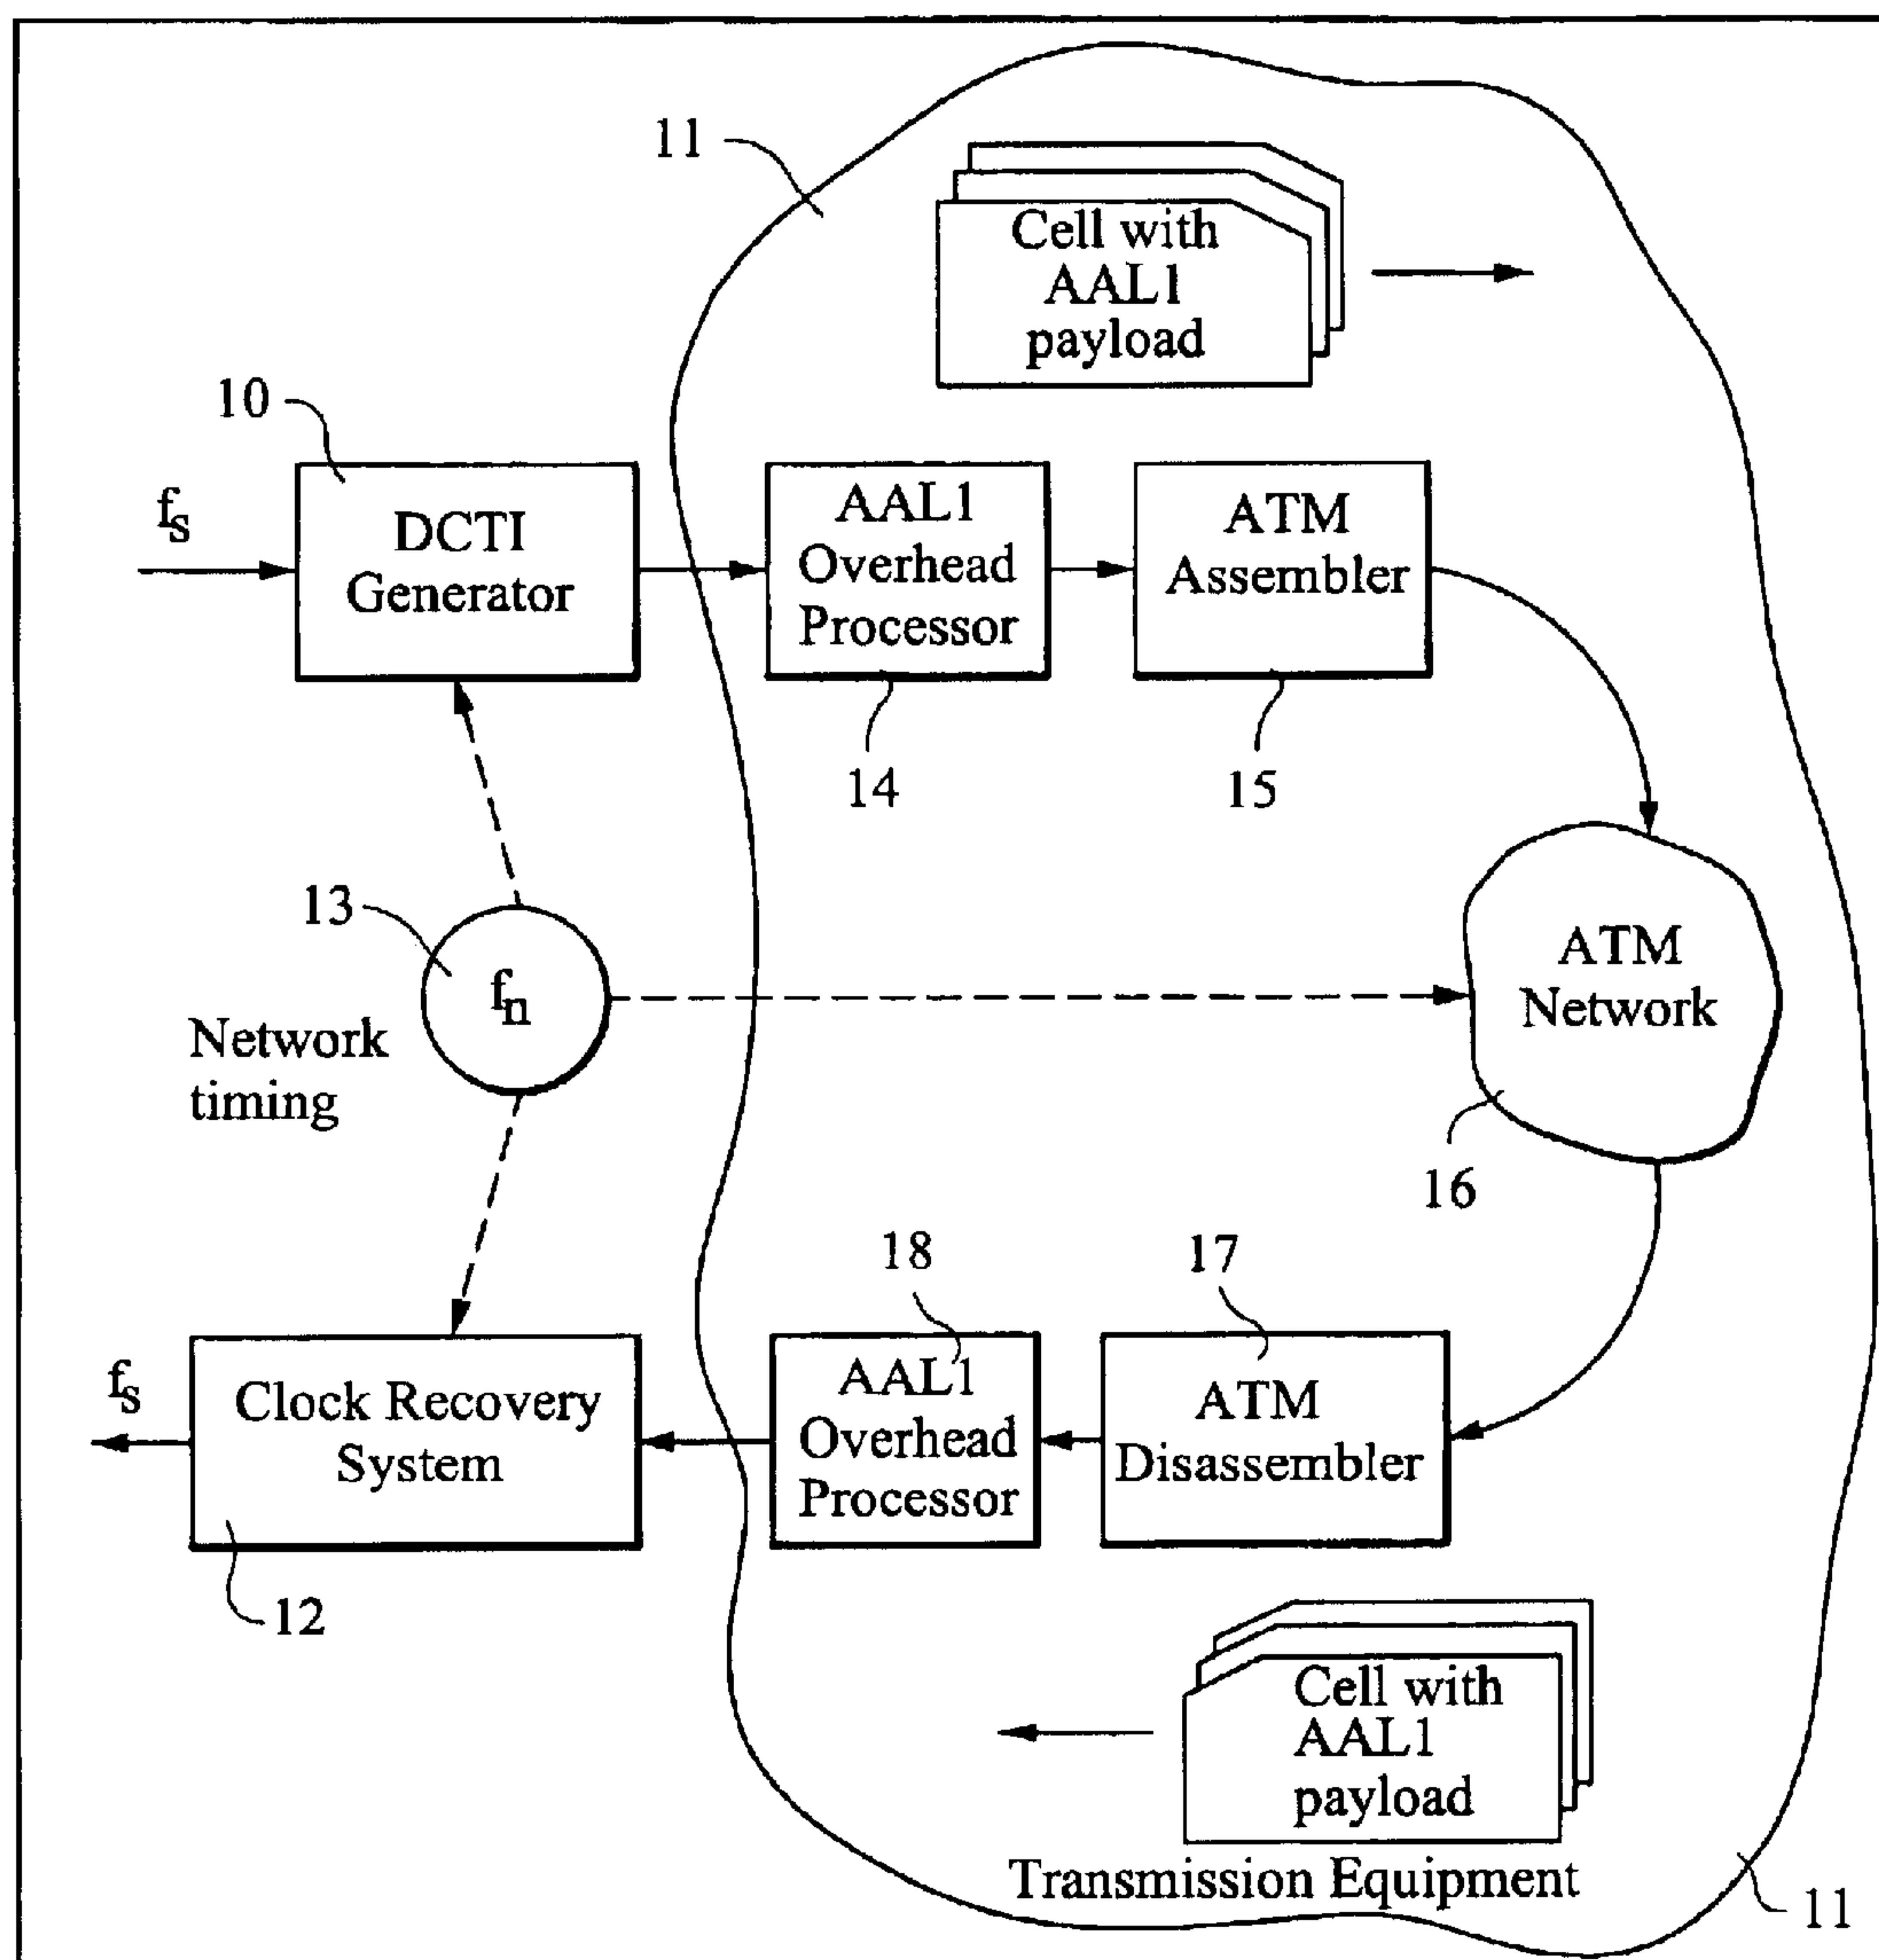 11
Cell with
AAL1
payload
10
fs
DCTI
Generator
AAL1
Overhead
Processor
ATM
Assembler
14
15
13
fn
Network
timing
ATM
Network
16
18
17
fs
Clock Recovery
System
AAL1
Overhead
Processor
ATM
Disassembler
12
Cell with
AAL1
payload
Transmission Equipment
11